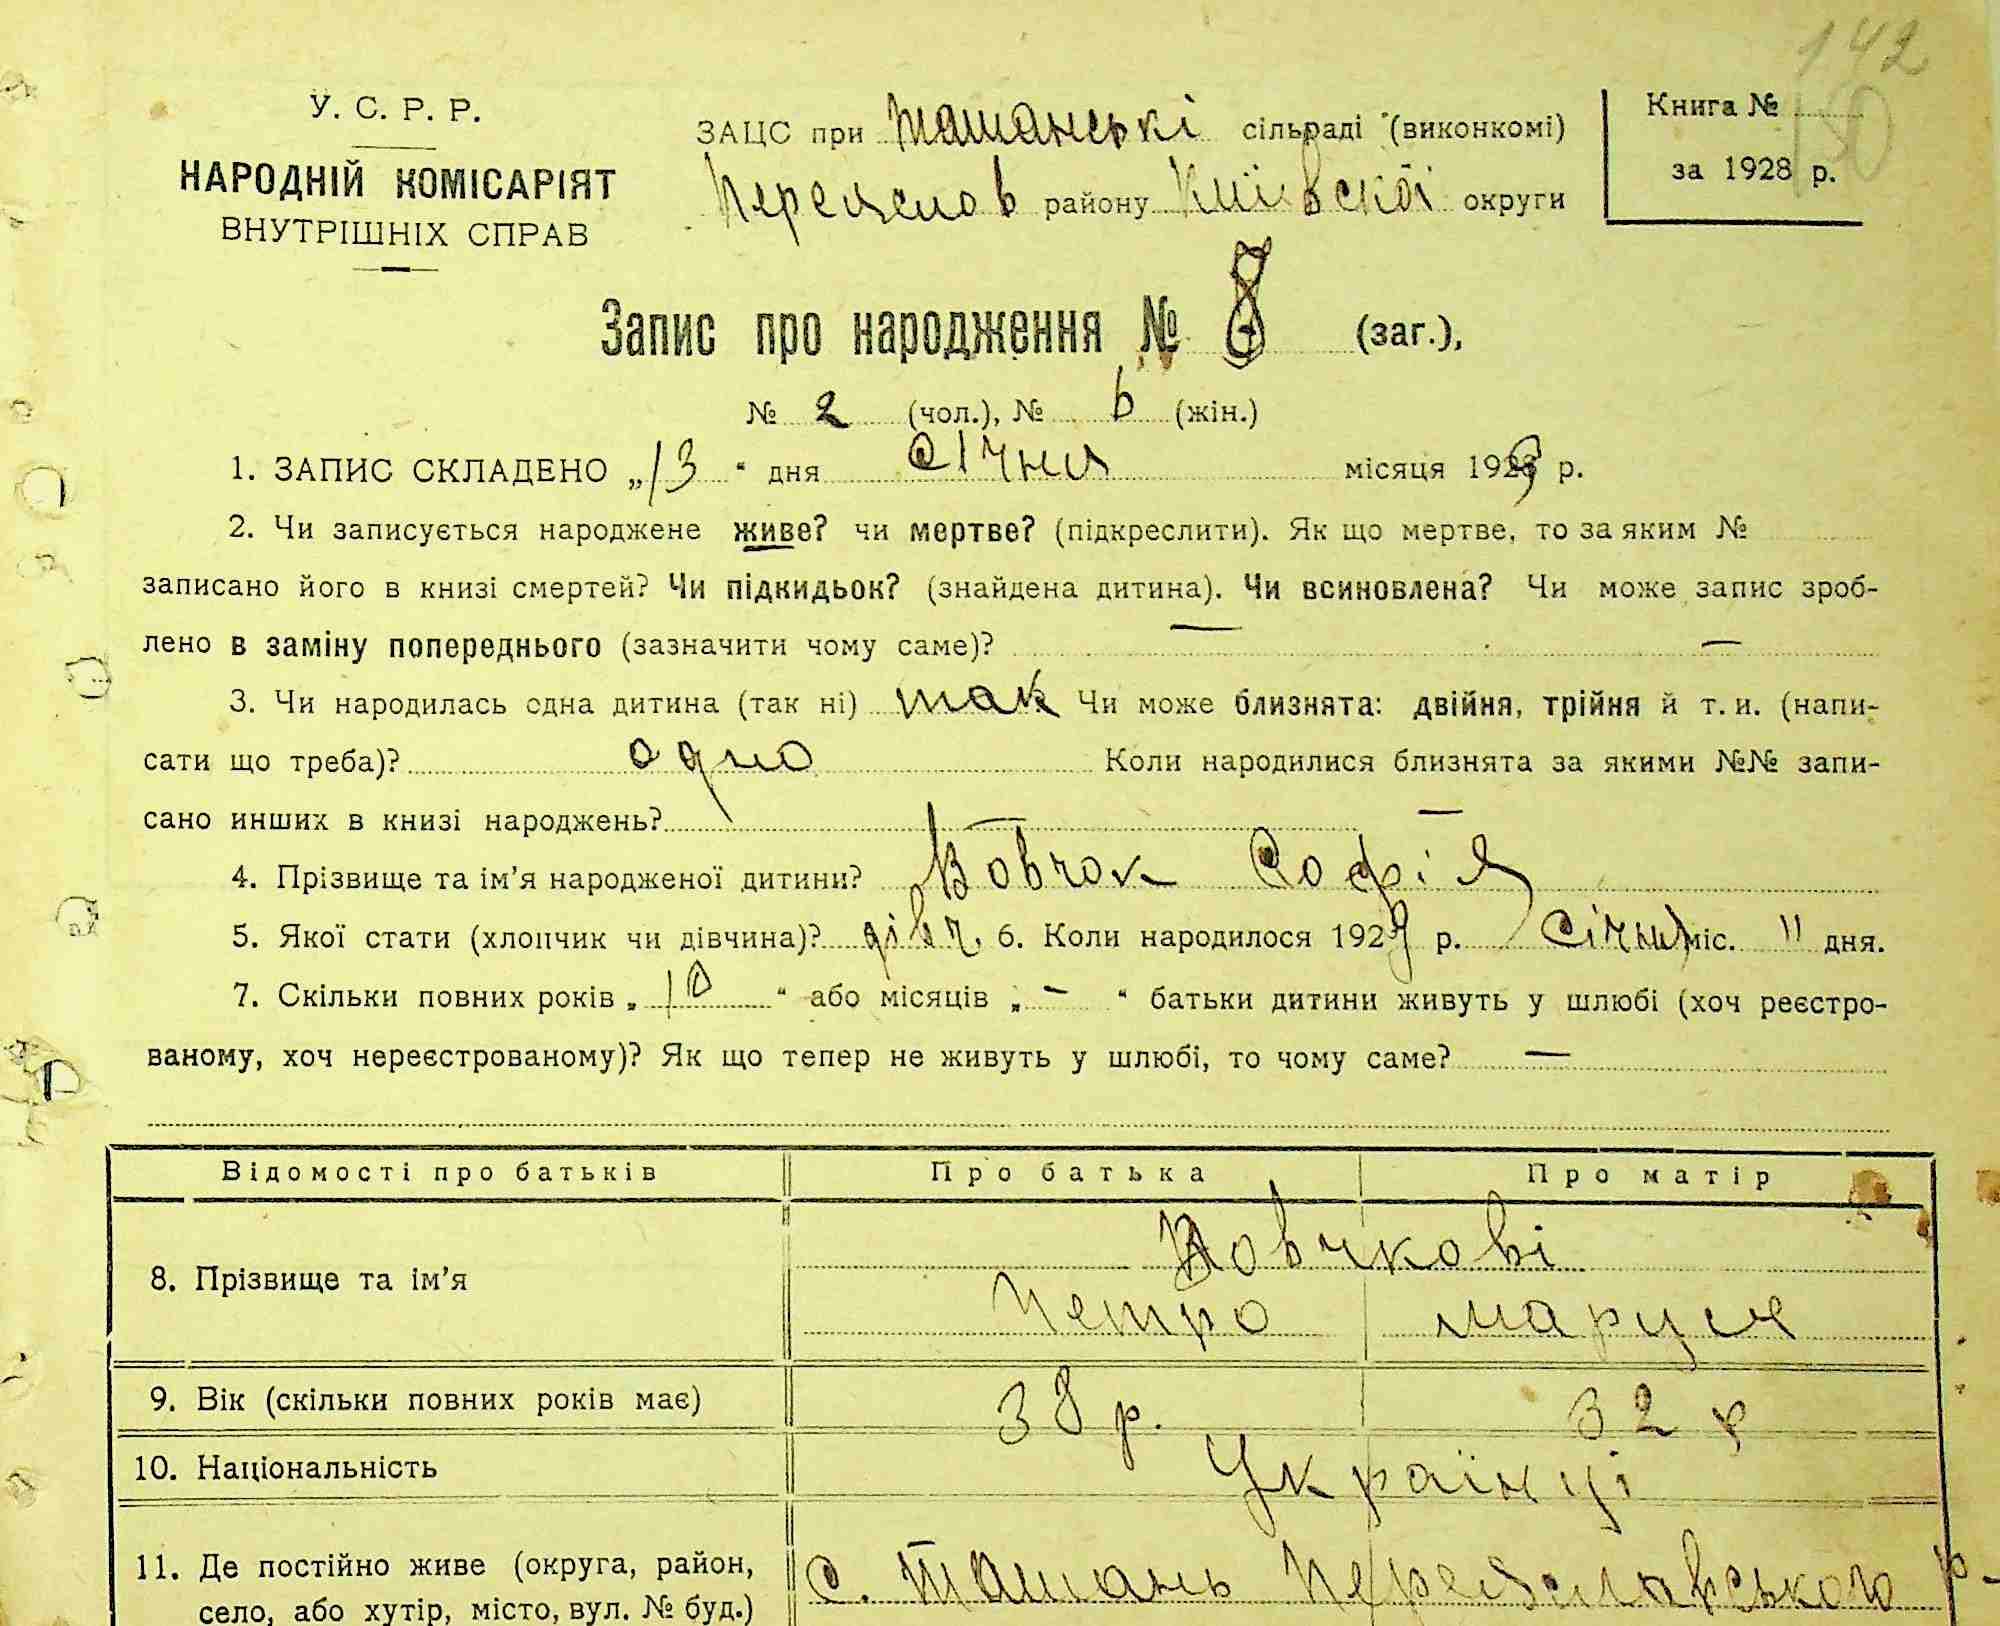 142
150
У. С. Р. Р.
НАРОДНІЙ КОМІСАРІЯТ
ВНУТРІШНІХ СПРАВ
ЗАЦС при Ташанські сільраді (виконкомі)
Переяслов району Київської округи
Книга №
за 1928 р.
Запис про народження № 8 (заг.),
№ 2 (чол.), № 6 (жін.)
1. ЗАПИС СКЛАДЕНО „13“ дня січня місяця 1929 р.
2. Чи записується народжене живе? чи мертве? (підкреслити). Як що мертве, то за яким №
записано його в книзі смертей? Чи підкидьок? (знайдена дитина). Чи всиновлена? Чи може запис зроб-
лено в заміну попереднього (зазначити чому саме)? — —
3. Чи народилась одна дитина (так ні) так Чи може близнята: двійня, трійня й т. и. (напи-
сати що треба)? одно Коли народилися близнята за якими №№ запи-
сано инших в книзі народжень? — —
4. Прізвище та ім’я народженої дитини? Вовчок Софія
5. Якої стати (хлопчик чи дівчина)? дівч. 6. Коли народилося 1929 р. січня міс. 11 дня.
7. Скільки повних років „10“ або місяців „—“ батьки дитини живуть у шлюбі (хоч реєстро-
ваному, хоч нереєстрованому)? Як що тепер не живуть у шлюбі, то чому саме? —
Відомості про батьків Про батька Про матір
8. Прізвище та ім’я Вовчкові
Петро Маруся
9. Вік (скільки повних років має) 38 р. 32 р
10. Національність Українці
11. Де постійно живе (округа, район, с. Ташань Переяславського р-
село, або хутір, місто, вул. № буд.)